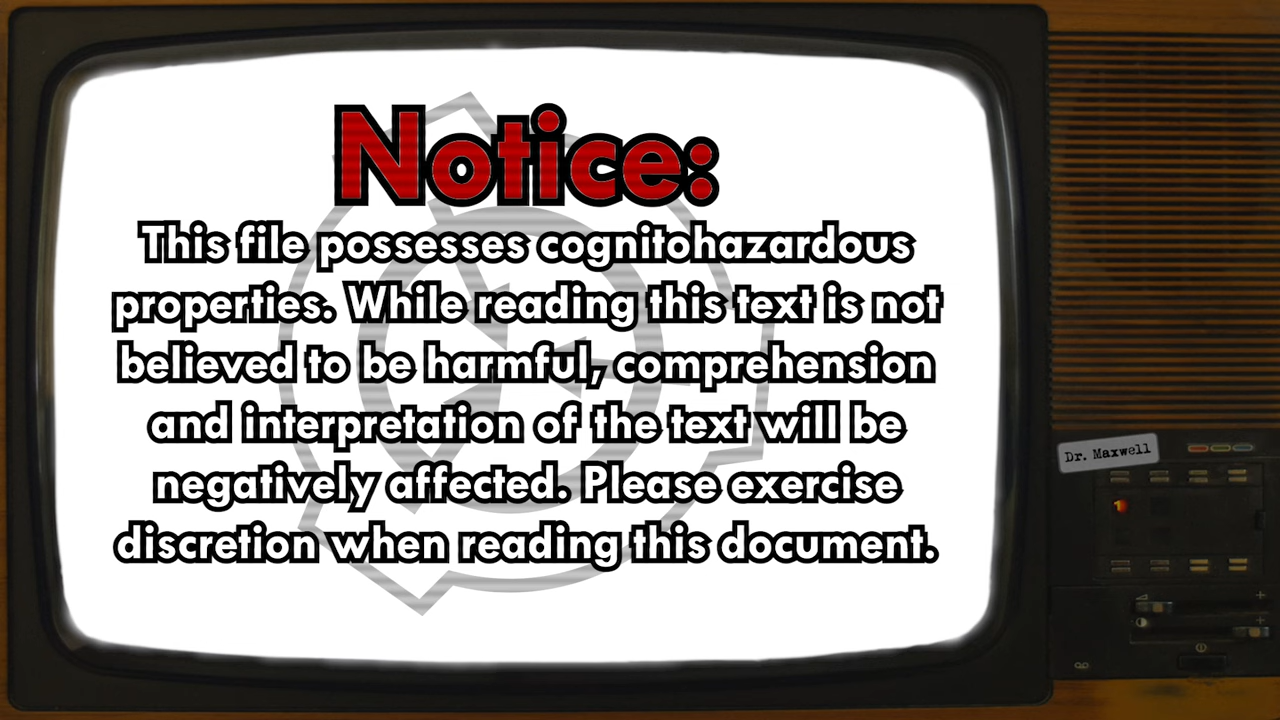 Notice:
This file possesses cognitohazardous
properties. While reading this text is not
believed to be harmful, comprehension
and interpretation of the text will be
negatively affected. Please exercise
discretion when reading this document.
Dr. Maxwell
1